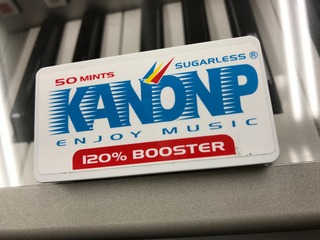 50 MINTS
SUGARLESS ®
KANONP
ENJOY MUSIC
120% BOOSTER